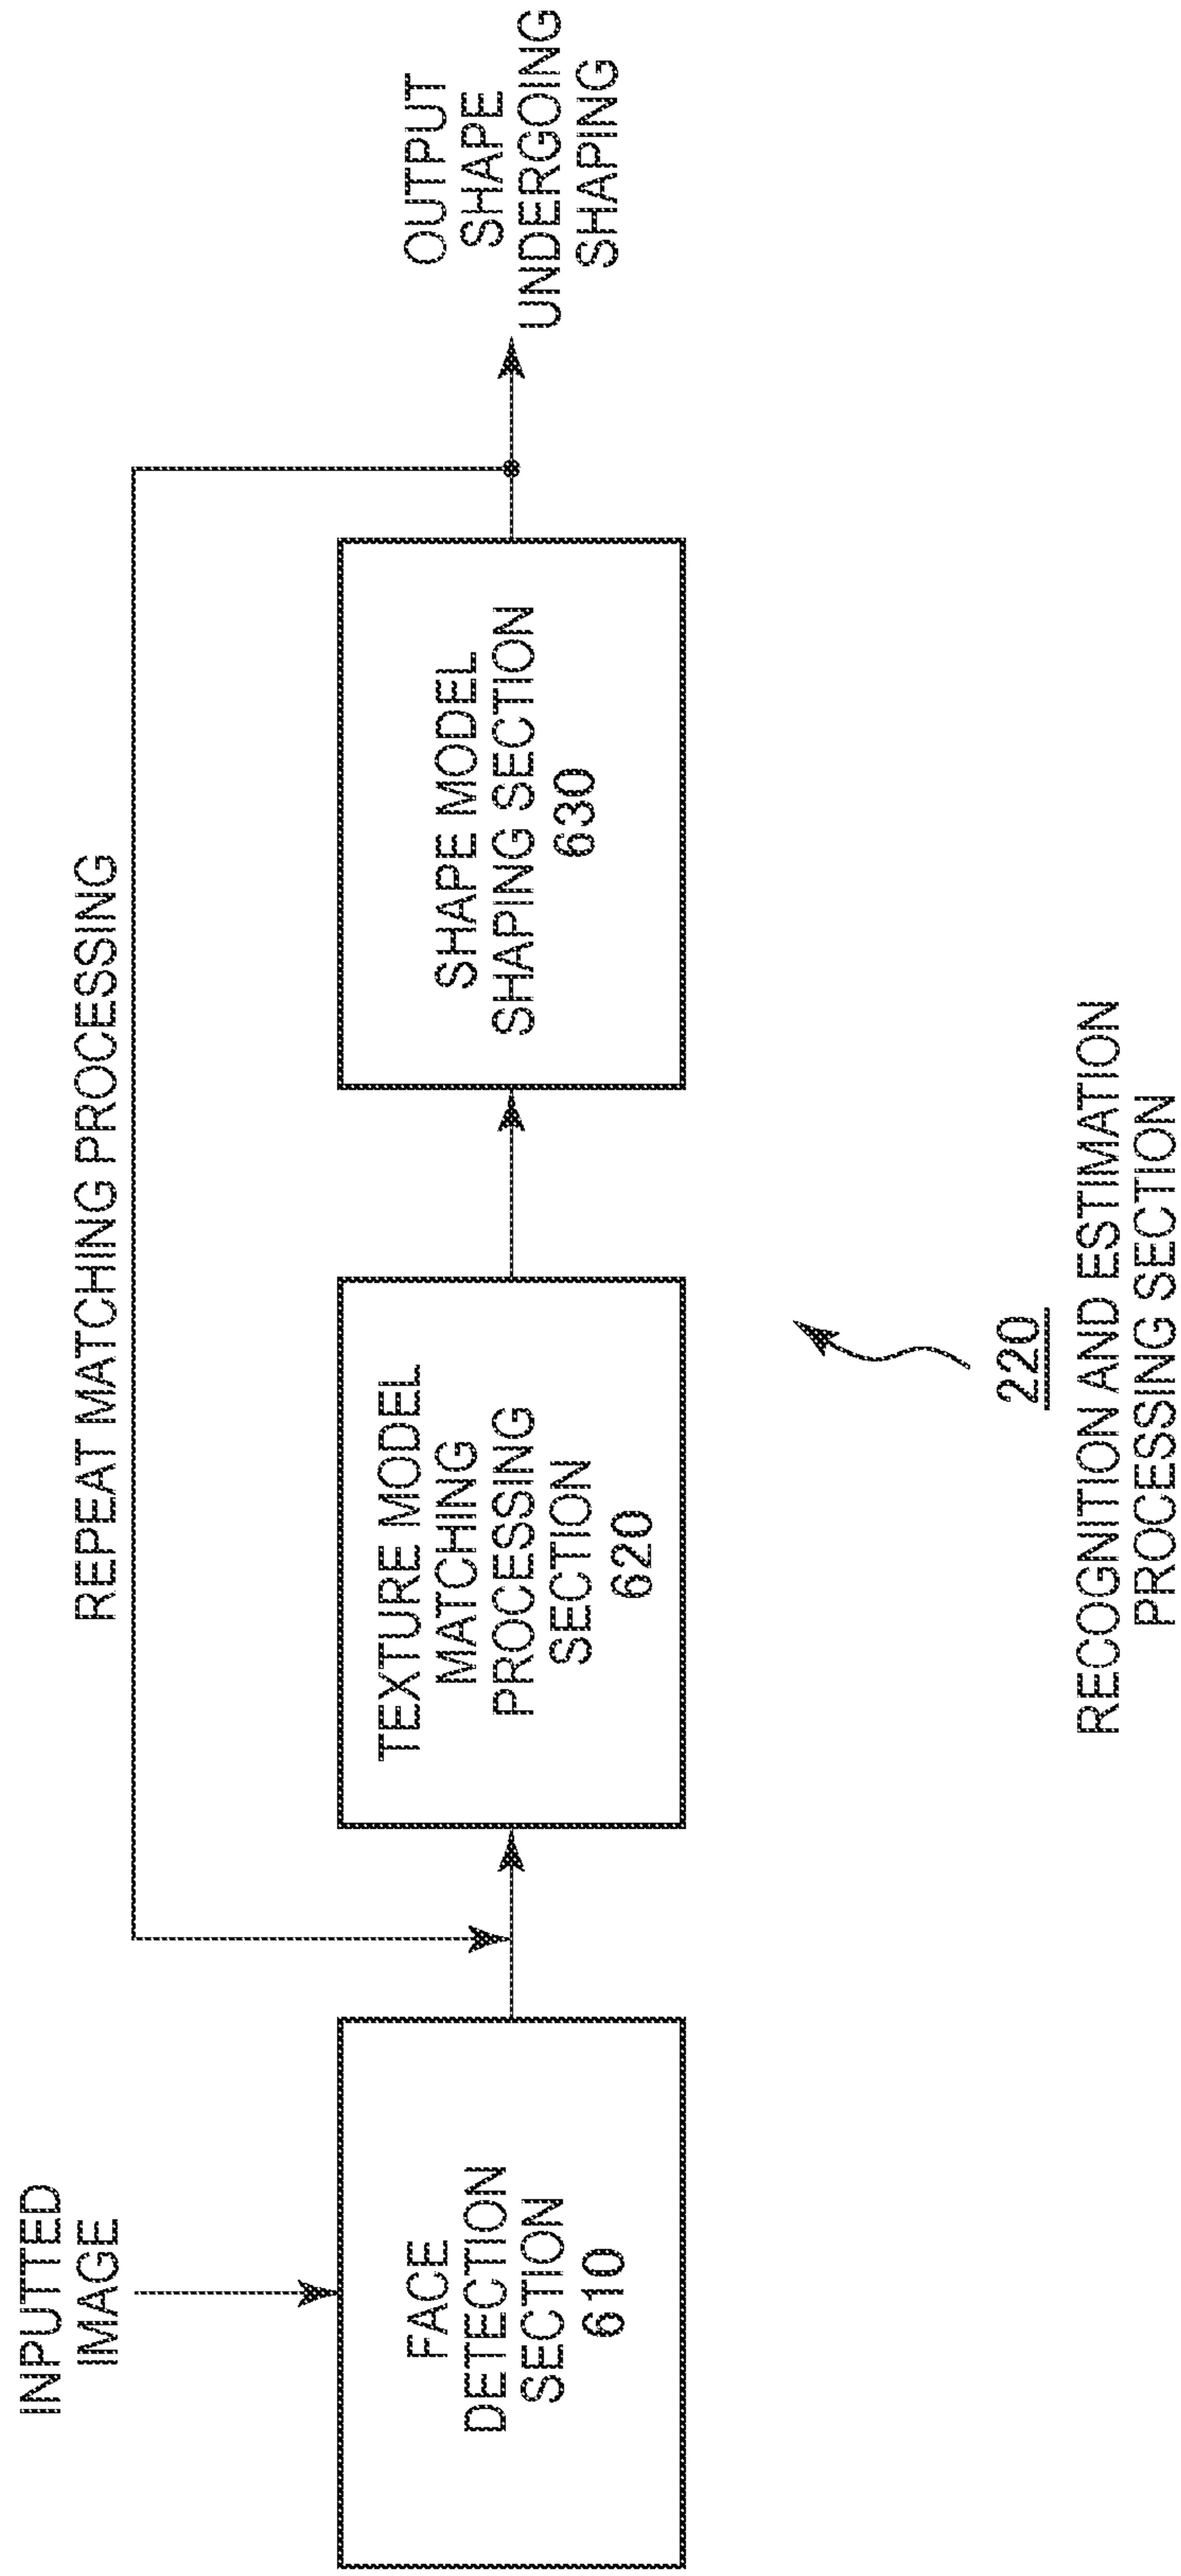 INPUTTED
IMAGE
REPEAT MATCHING PROCESSING
FACE
DETECTION
SECTION
610
TEXTURE MODEL
MATCHING
PROCESSING
SECTION
620
SHAPE MODEL
SHAPING SECTION
630
OUTPUT
SHAPE
UNDERGOING
SHAPING
220
RECOGNITION AND ESTIMATION
PROCESSING SECTION